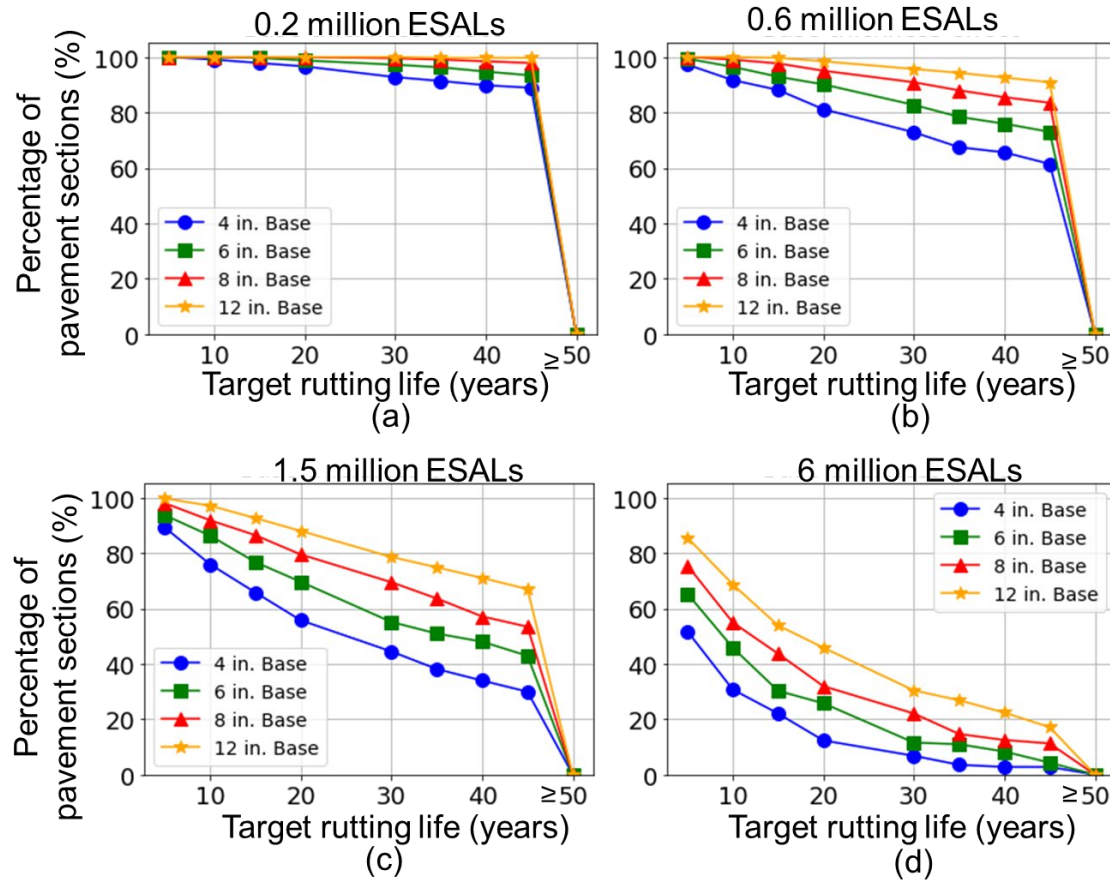 0.2 million ESALs
Percentage of
pavement sections (%)
100
80
60
40
20
0
4 in. Base
6 in. Base
8 in. Base
12 in. Base
10 20 30 40 ≥50
Target rutting life (years)
(a)
0.6 million ESALs
100
80
60
40
20
0
4 in. Base
6 in. Base
8 in. Base
12 in. Base
10 20 30 40 ≥50
Target rutting life (years)
(b)
1.5 million ESALs
Percentage of
pavement sections (%)
100
80
60
40
20
0
4 in. Base
6 in. Base
8 in. Base
12 in. Base
10 20 30 40 ≥50
Target rutting life (years)
(c)
6 million ESALs
100
80
60
40
20
0
4 in. Base
6 in. Base
8 in. Base
12 in. Base
10 20 30 40 ≥50
Target rutting life (years)
(d)